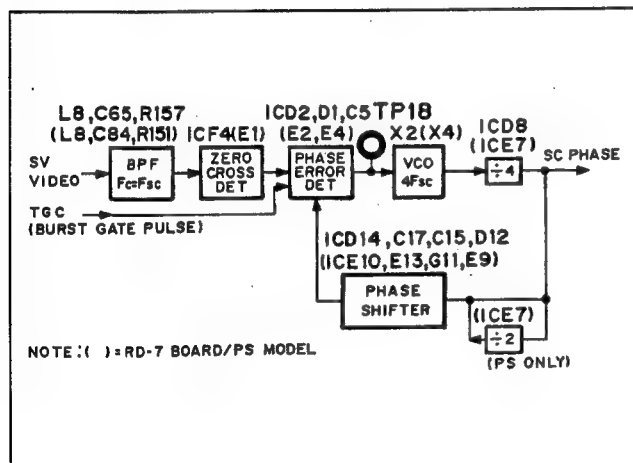 L8,C65,R157 ICD2,D1,C5 TP18
(L8,C84,R151) ICF4(E1) (E2,E4) X2(X4) ICD8
(ICE7)
SV
VIDEO
BPF
Fc=Fsc
ZERO
CROSS
DET
PHASE
ERROR
DET
VCO
4Fsc
÷4
SC PHASE
TGC
(BURST GATE PULSE)
ICD14, C17,C15,D12
(ICE10,E13,G11,E9)
PHASE
SHIFTER
(ICE7)
÷2
(PS ONLY)
NOTE:( )=RD-7 BOARD/PS MODEL